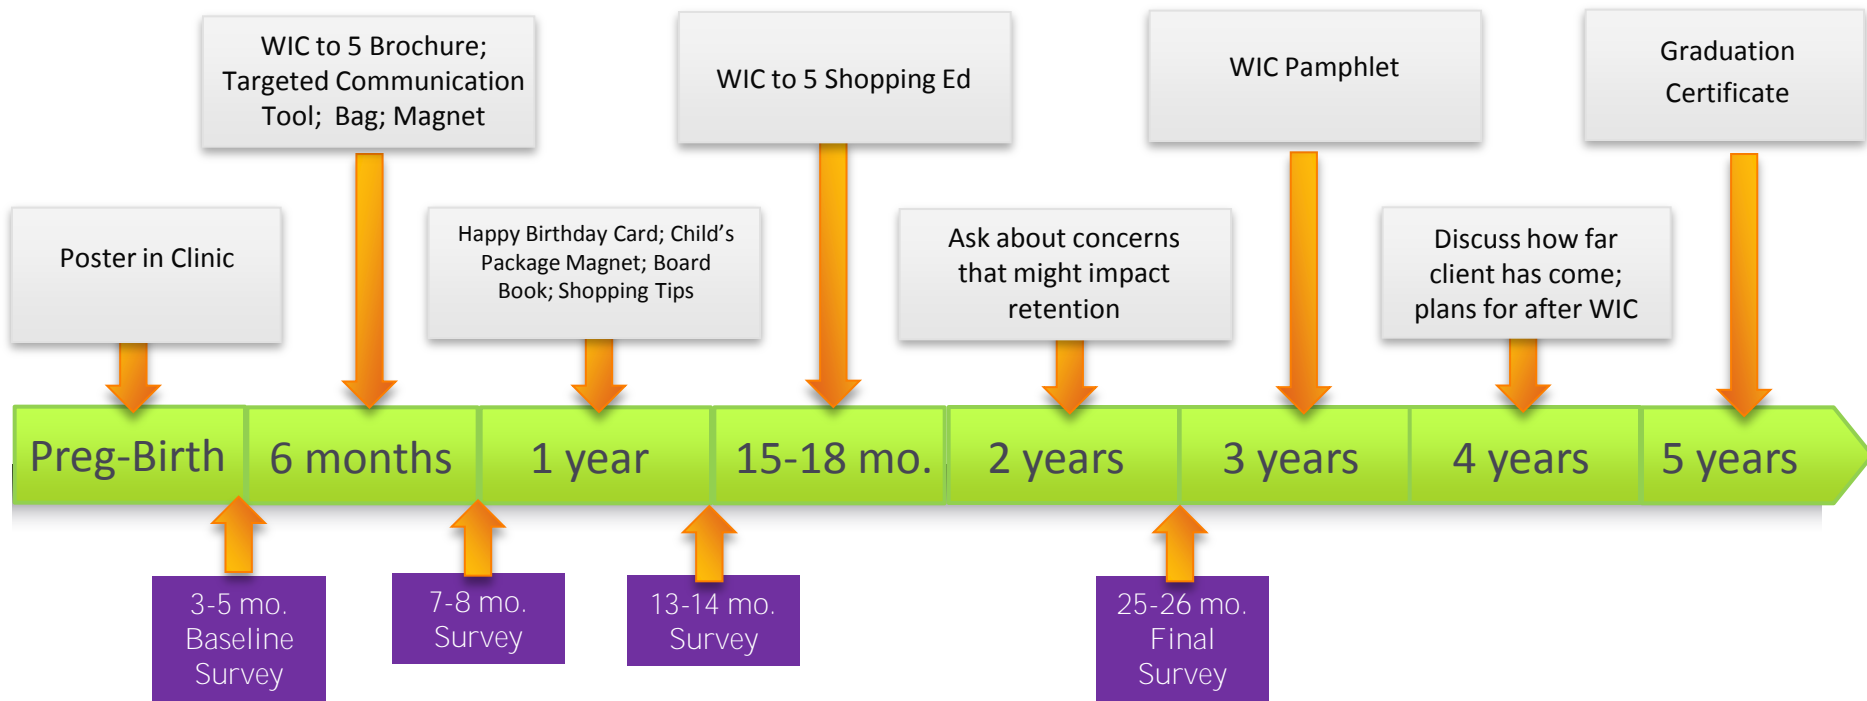 WIC to 5 Brochure;
Targeted Communication
Tool; Bag; Magnet
WIC to 5 Shopping Ed
WIC Pamphlet
Graduation
Certificate
Poster in Clinic
Happy Birthday Card; Child’s
Package Magnet; Board
Book; Shopping Tips
Ask about concerns
that might impact
retention
Discuss how far
client has come;
plans for after WIC
Preg-Birth
6 months
1 year
15-18 mo.
2 years
3 years
4 years
5 years
3-5 mo.
Baseline
Survey
7-8 mo.
Survey
13-14 mo.
Survey
25-26 mo.
Final
Survey